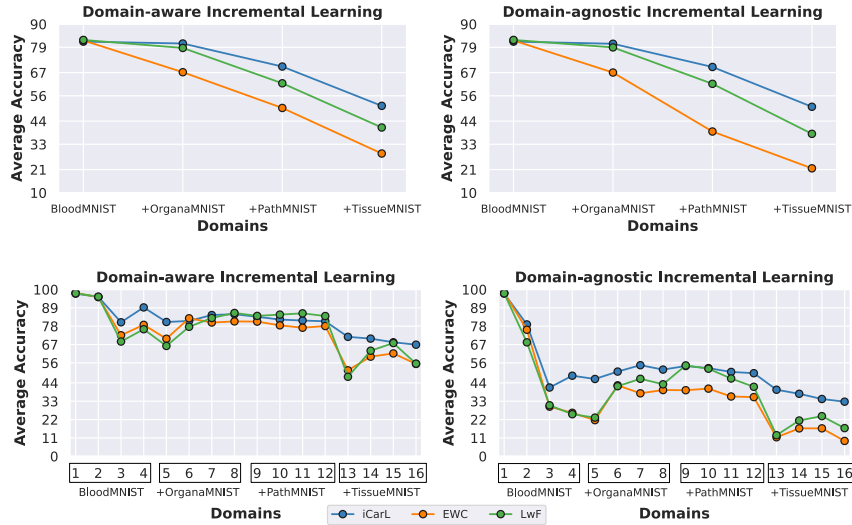 Domain-aware Incremental Learning
90
79
67
56
44
33
21
10
Average Accuracy
BloodMNIST +OrganaMNIST +PathMNIST +TissueMNIST
Domains
Domain-agnostic Incremental Learning
90
79
67
56
44
33
21
10
Average Accuracy
BloodMNIST +OrganaMNIST +PathMNIST +TissueMNIST
Domains
Domain-aware Incremental Learning
100
89
78
67
56
44
33
22
11
0
Average Accuracy
1 2 3 4 5 6 7 8 9 10 11 12 13 14 15 16
BloodMNIST +OrganaMNIST +PathMNIST +TissueMNIST
Domains
Domain-agnostic Incremental Learning
100
89
78
67
56
44
33
22
11
0
Average Accuracy
1 2 3 4 5 6 7 8 9 10 11 12 13 14 15 16
BloodMNIST +OrganaMNIST +PathMNIST +TissueMNIST
Domains
iCarL EWC LwF